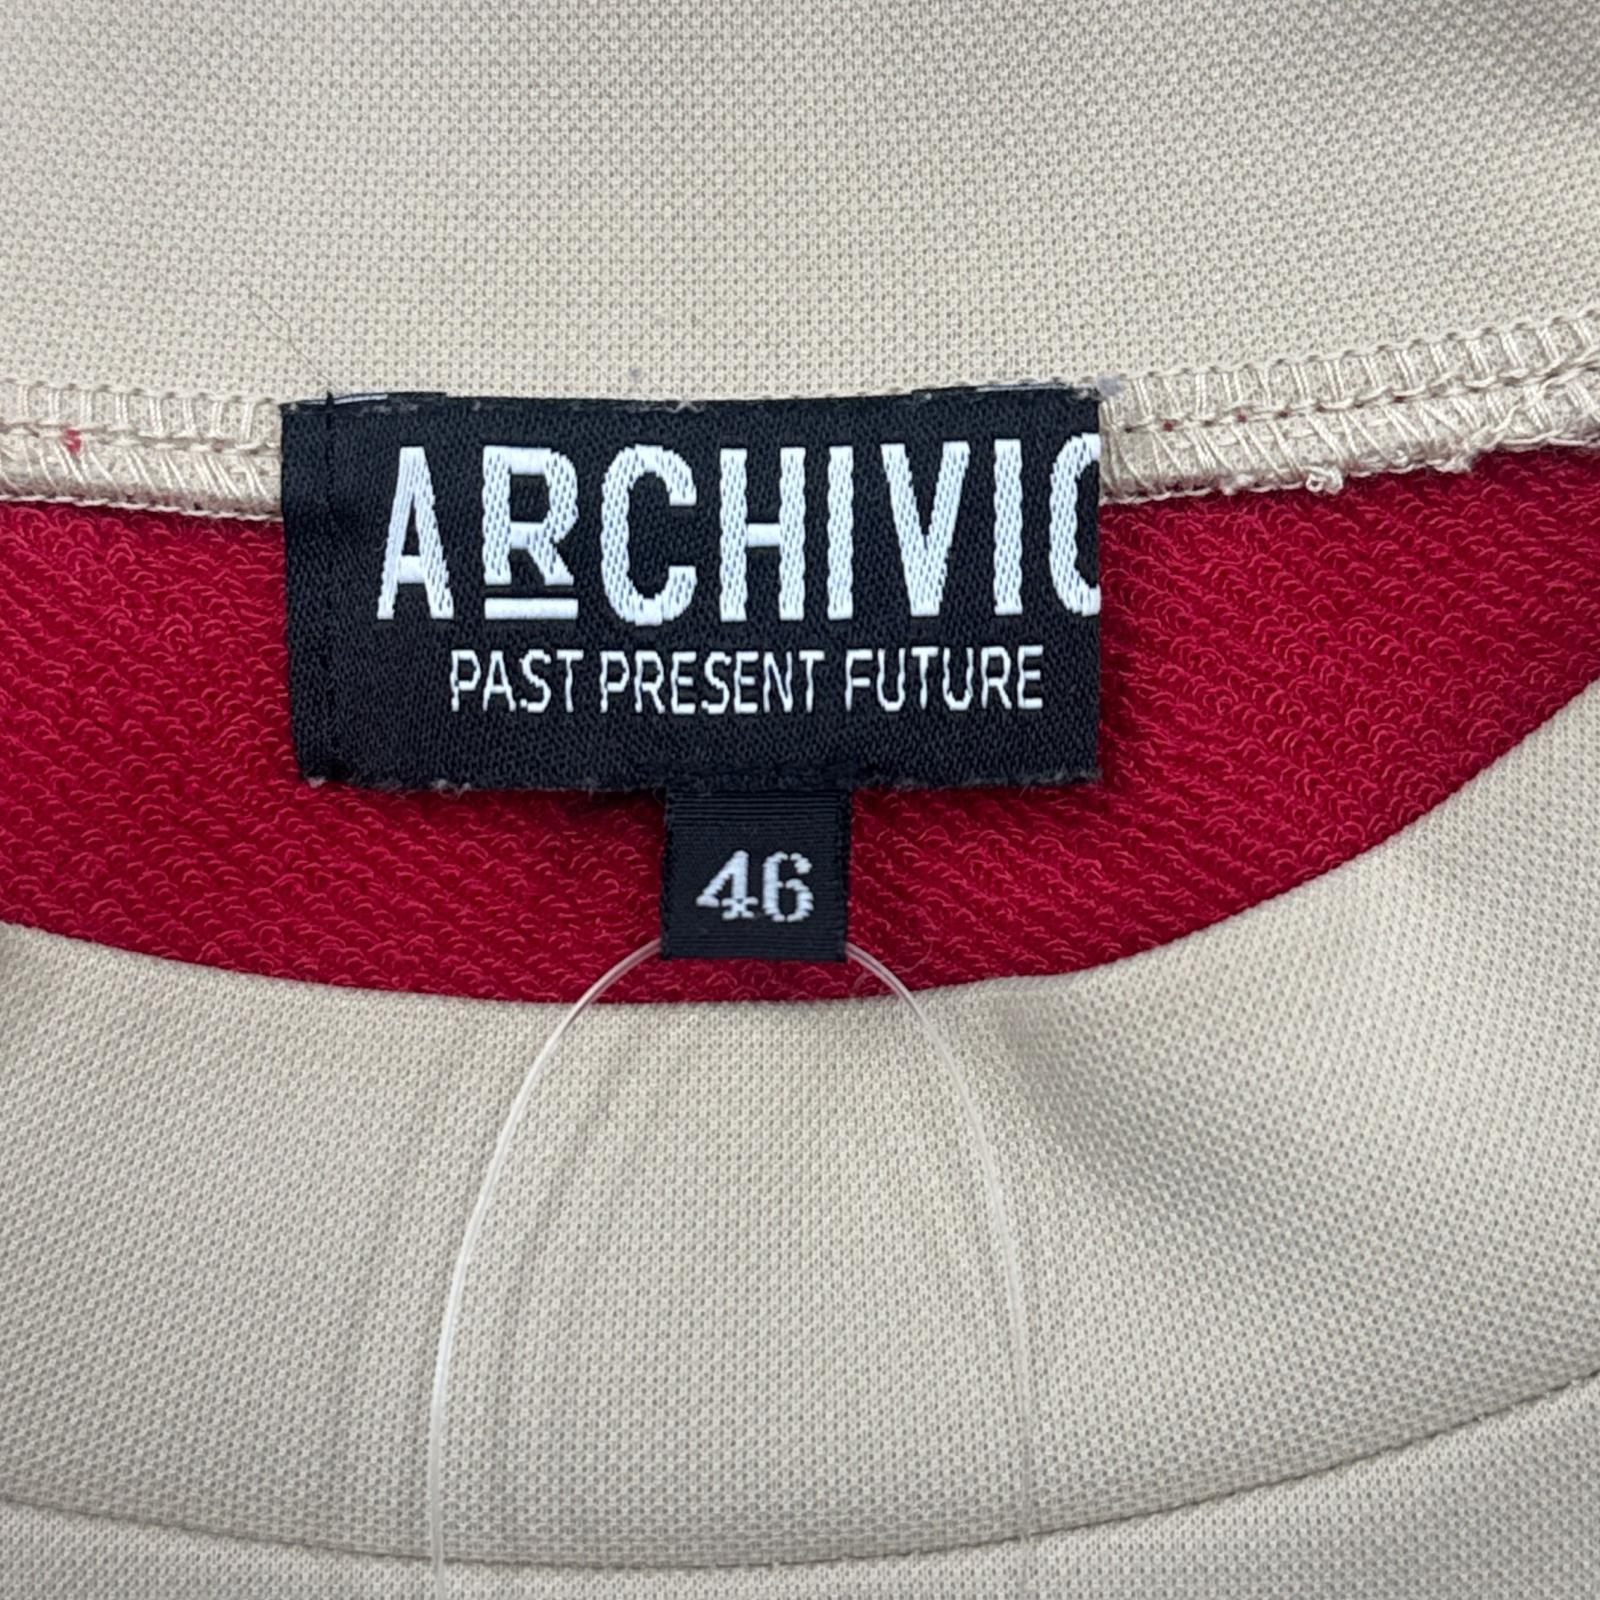 ARCHIVIO
PAST PRESENT FUTURE
46